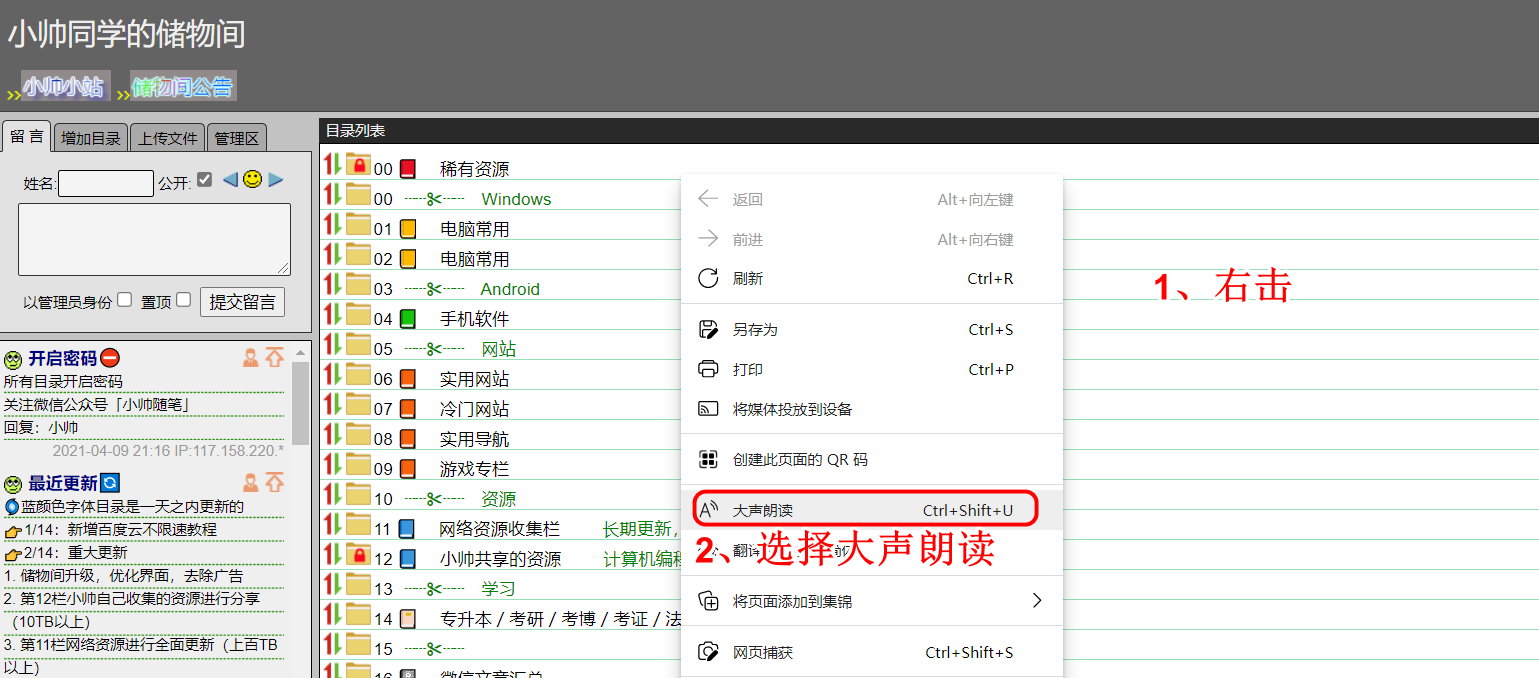 小帅同学的储物间
>>小帅小站 >>储物间公告
留 言 增加目录 上传文件 管理区
姓名: 公开:
以管理员身份 置顶 提交留言
开启密码
所有目录开启密码
关注微信公众号「小帅随笔」
回复：小帅
2021-04-09 21:16 IP:117.158.220.*
最近更新
蓝颜色字体目录是一天之内更新的
1/14：新增百度云不限速教程
2/14：重大更新
1. 储物间升级，优化界面，去除广告
2. 第12栏小帅自己收集的资源进行分享
（10TB以上）
3. 第11栏网络资源进行全面更新（上百TB
以上）
目录列表
00 稀有资源
00 -----✂----- Windows
01 电脑常用
02 电脑常用
03 -----✂----- Android
04 手机软件
05 -----✂----- 网站
06 实用网站
07 冷门网站
08 实用导航
09 游戏专栏
10 -----✂----- 资源
11 网络资源收集栏 长期更新，
12 小帅共享的资源 计算机编程
13 -----✂----- 学习
14 专升本 / 考研 / 考博 / 考证 / 法
15 -----✂-----
16 微信文章汇总
返回 Alt+向左键
前进 Alt+向右键
刷新 Ctrl+R
另存为 Ctrl+S
打印 Ctrl+P
将媒体投放到设备
创建此页面的 QR 码
大声朗读 Ctrl+Shift+U
将页面添加到集锦
网页捕获 Ctrl+Shift+S
1、右击
2、选择大声朗读